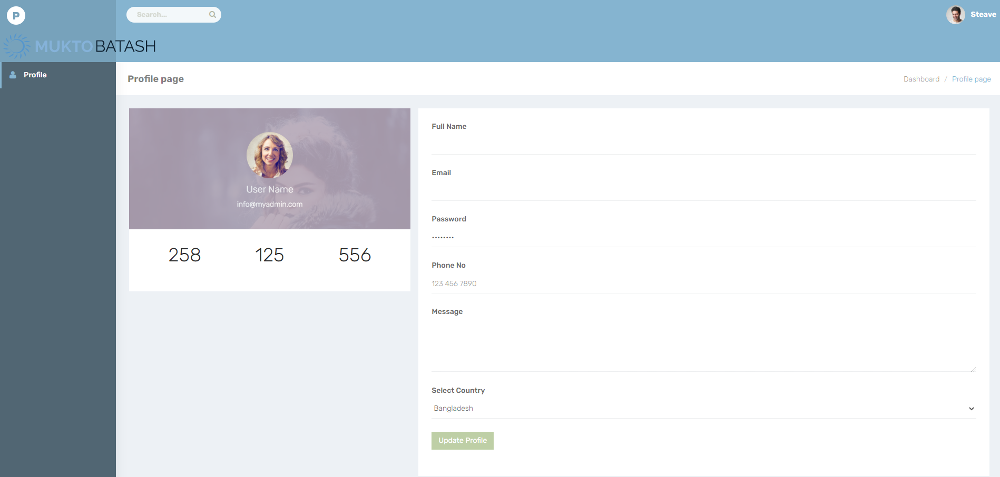 P
Search...
Steave
MUKTO BATASH
Profile
Profile page
Dashboard / Profile page
User Name
info@myadmin.com
258 125 556
Full Name
Email
Password
········
Phone No
123 456 7890
Message
Select Country
Bangladesh
Update Profile